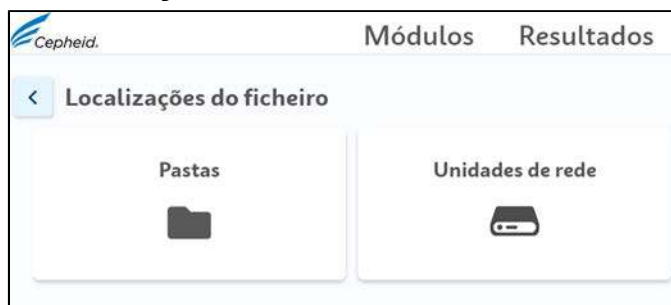 Cepheid. Módulos Resultados
Localizações do ficheiro
Pastas Unidades de rede